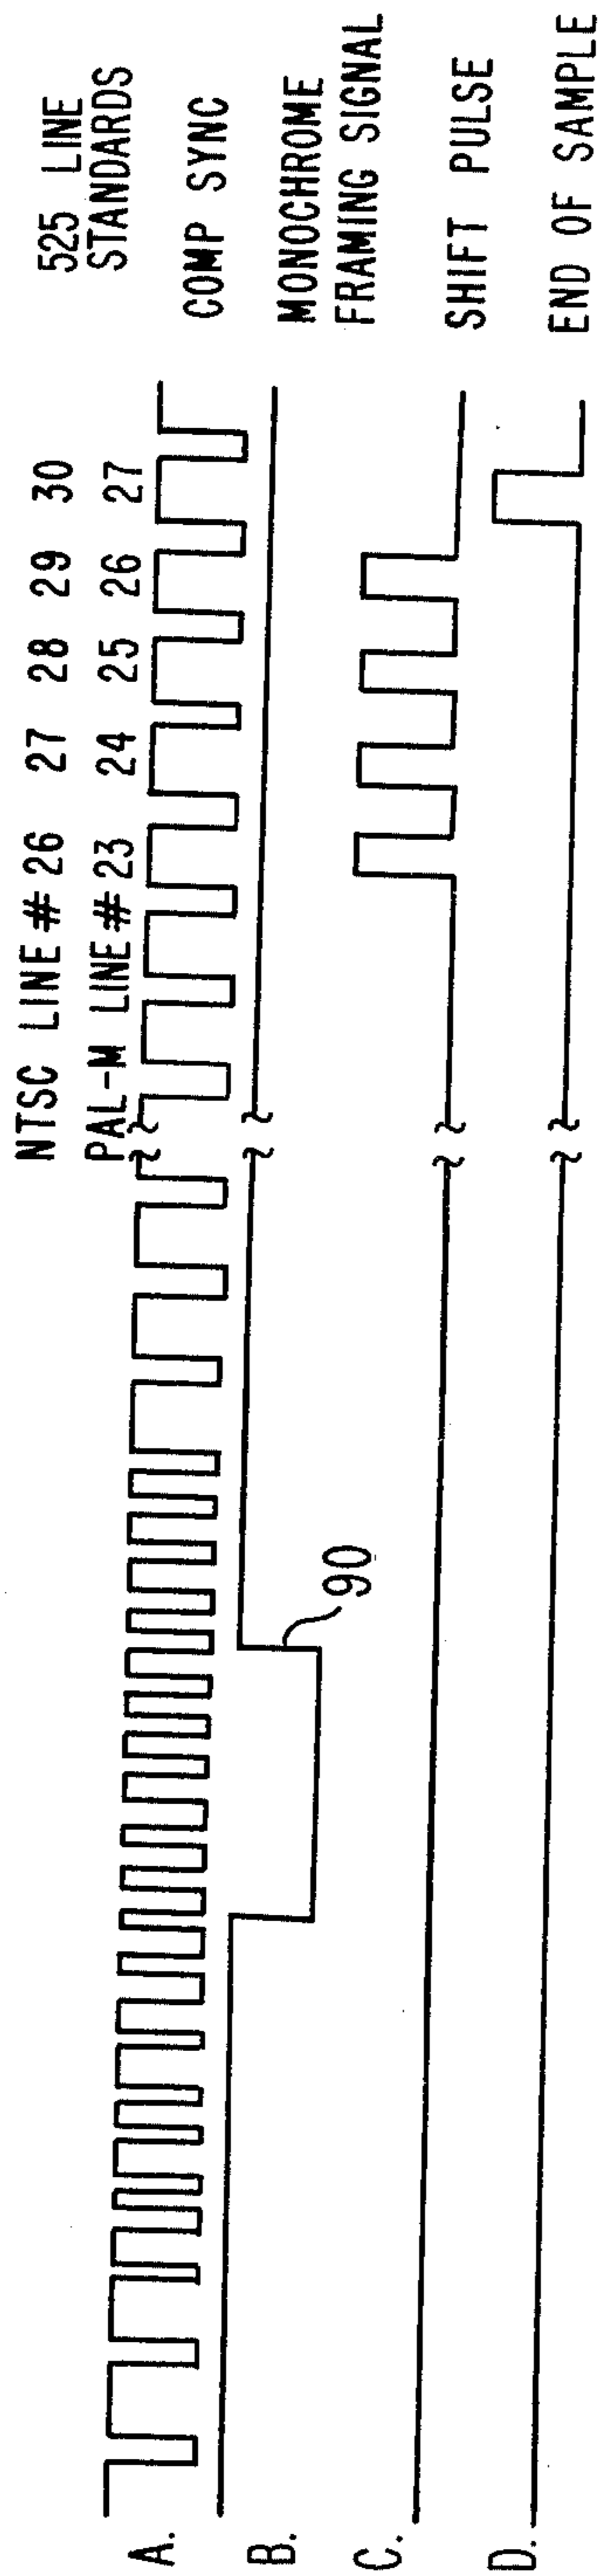 NTSC LINE # 26 27 28 29 30
525 LINE
PAL-M LINE # 23 24 25 26 27
STANDARDS
A.
COMP SYNC
B.
90
MONOCHROME
FRAMING SIGNAL
C.
SHIFT PULSE
D.
END OF SAMPLE